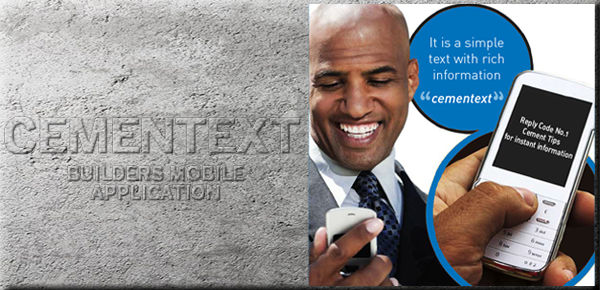 CEMENTEXT
BUILDERS MOBILE
APPLICATION
It is a simple
text with rich
information
“cementext”
Reply Code No.1
Cement Tips
for instant information